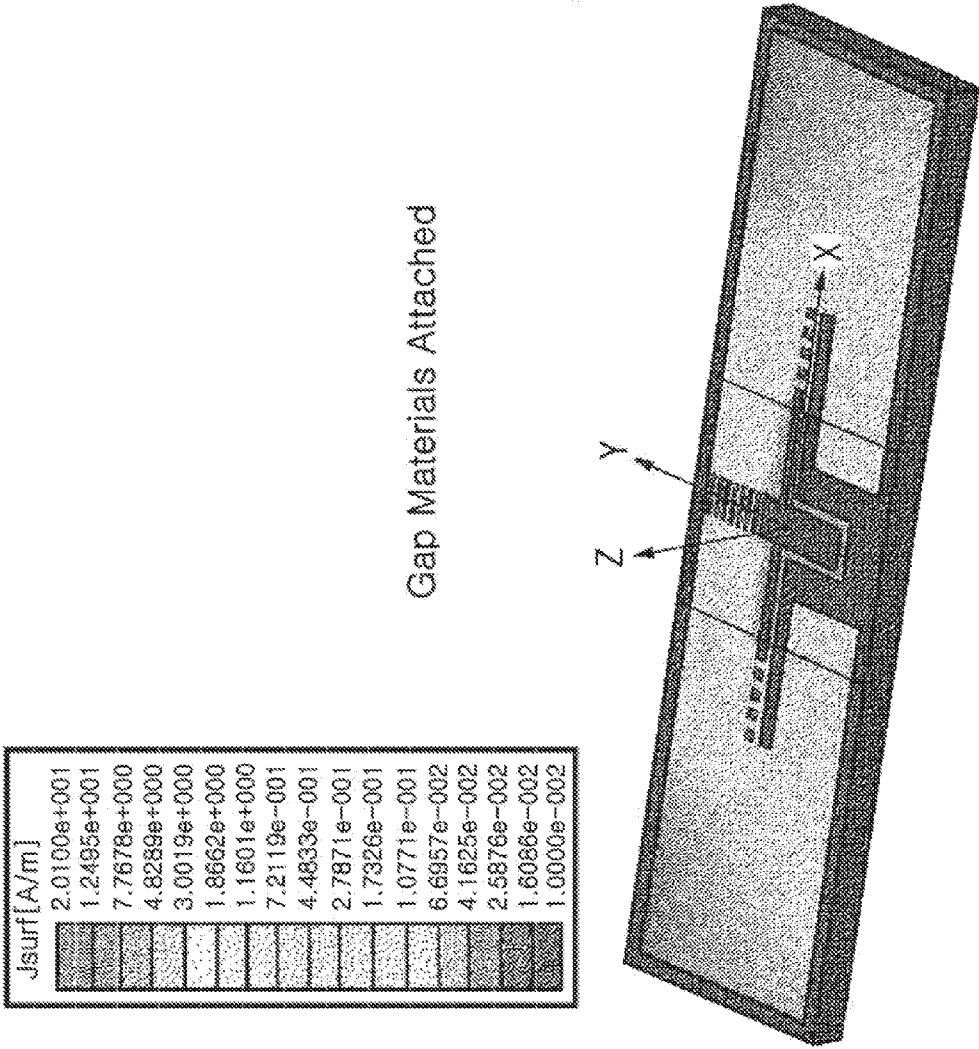 Jsurf[A/m]
2.0100e+001
1.2495e+001
7.7678e+000
4.8289e+000
3.0019e+000
1.8662e+000
1.1601e+000
7.2119e-001
4.4833e-001
2.7871e-001
1.7326e-001
1.0771e-001
6.6957e-002
4.1625e-002
2.5876e-002
1.6086e-002
1.0000e-002
Gap Materials Attached
Z
Y
X